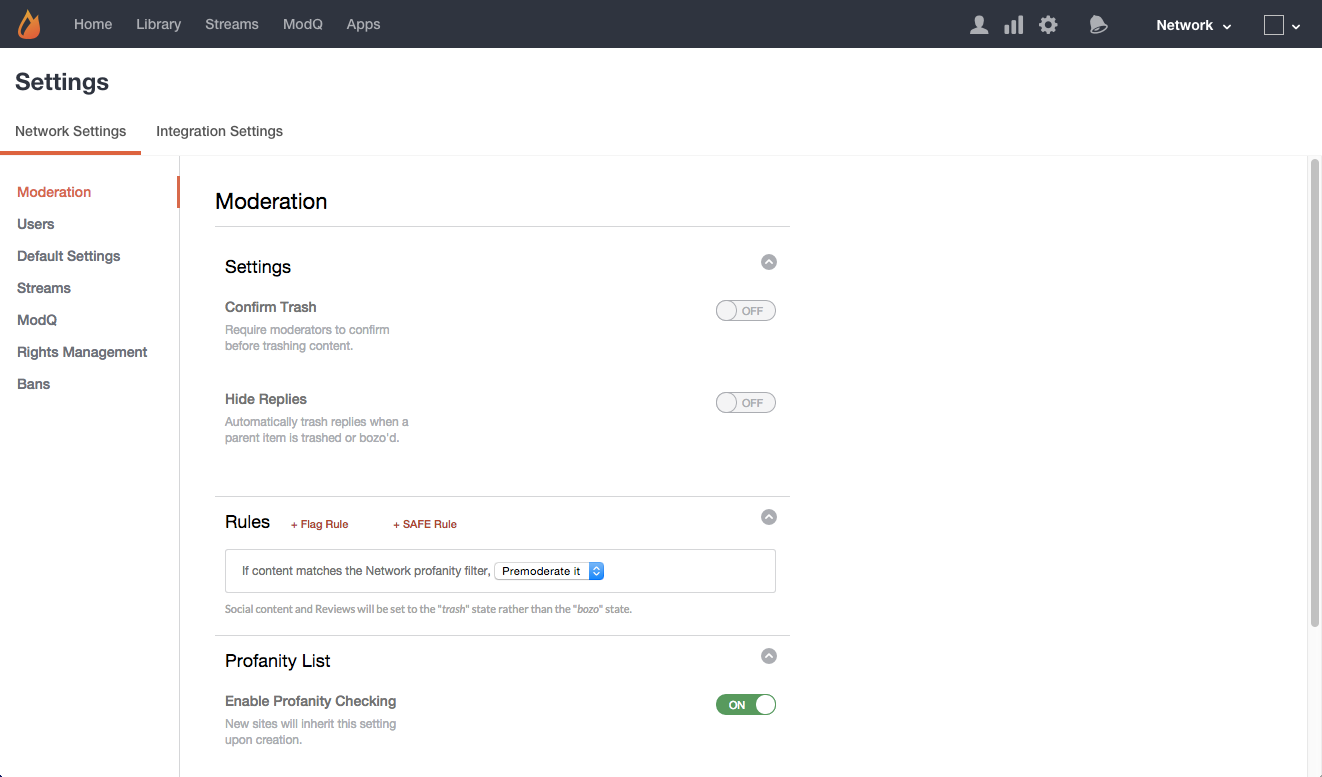 Home Library Streams ModQ Apps Network
Settings
Network Settings Integration Settings
Moderation
Users
Default Settings
Streams
ModQ
Rights Management
Bans
Moderation
Settings
Confirm Trash OFF
Require moderators to confirm
before trashing content.
Hide Replies OFF
Automatically trash replies when a
parent item is trashed or bozo'd.
Rules + Flag Rule + SAFE Rule
If content matches the Network profanity filter, Premoderate it
Social content and Reviews will be set to the "trash" state rather than the "bozo" state.
Profanity List
Enable Profanity Checking ON
New sites will inherit this setting
upon creation.